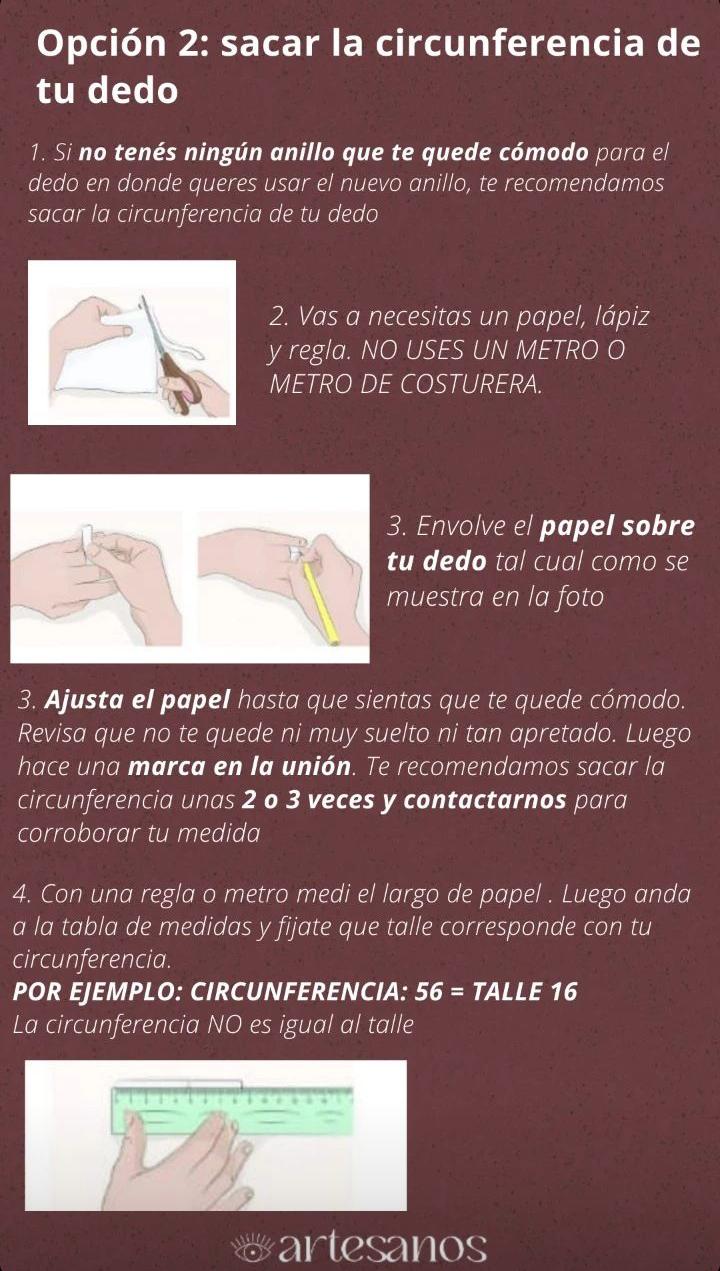 Opción 2: sacar la circunferencia de
tu dedo
1. Si no tenés ningún anillo que te quede cómodo para el
dedo en donde queres usar el nuevo anillo, te recomendamos
sacar la circunferencia de tu dedo
2. Vas a necesitas un papel, lápiz
y regla. NO USES UN METRO O
METRO DE COSTURERA.
3. Envolve el papel sobre
tu dedo tal cual como se
muestra en la foto
3. Ajusta el papel hasta que sientas que te quede cómodo.
Revisa que no te quede ni muy suelto ni tan apretado. Luego
hace una marca en la unión. Te recomendamos sacar la
circunferencia unas 2 o 3 veces y contactarnos para
corroborar tu medida
4. Con una regla o metro medi el largo de papel . Luego anda
a la tabla de medidas y fijate que talle corresponde con tu
circunferencia.
POR EJEMPLO: CIRCUNFERENCIA: 56 = TALLE 16
La circunferencia NO es igual al talle
artesanos